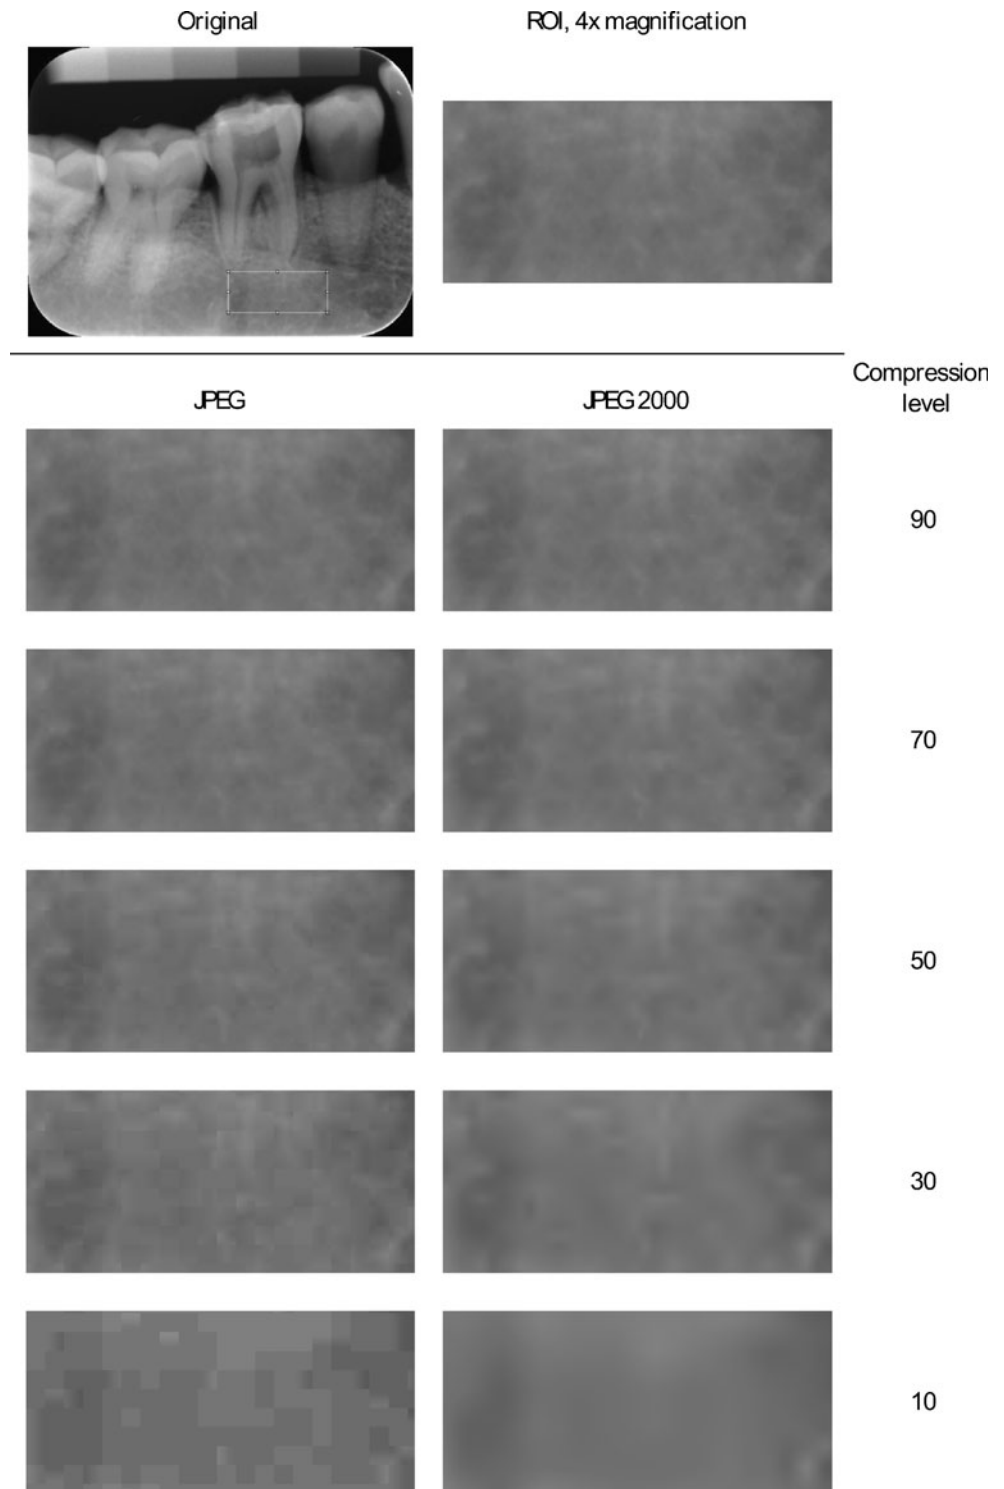 Original
ROI, 4x magnification
Compression
level
JPEG
JPEG 2000
90
70
50
30
10